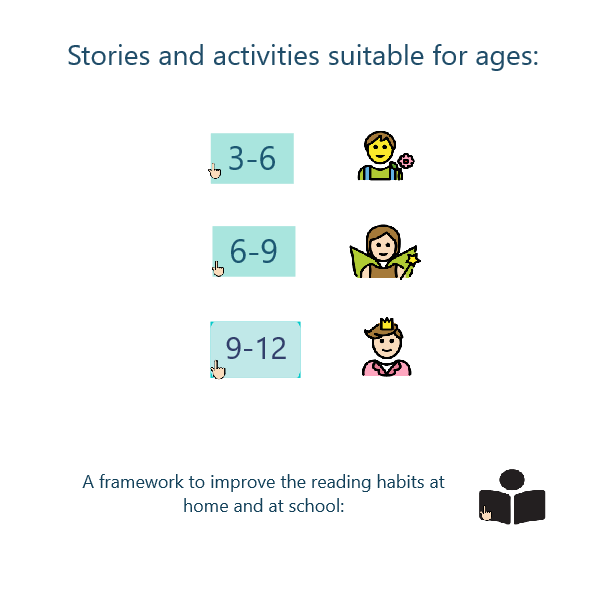 Stories and activities suitable for ages:
3-6
6-9
9-12
A framework to improve the reading habits at
home and at school: